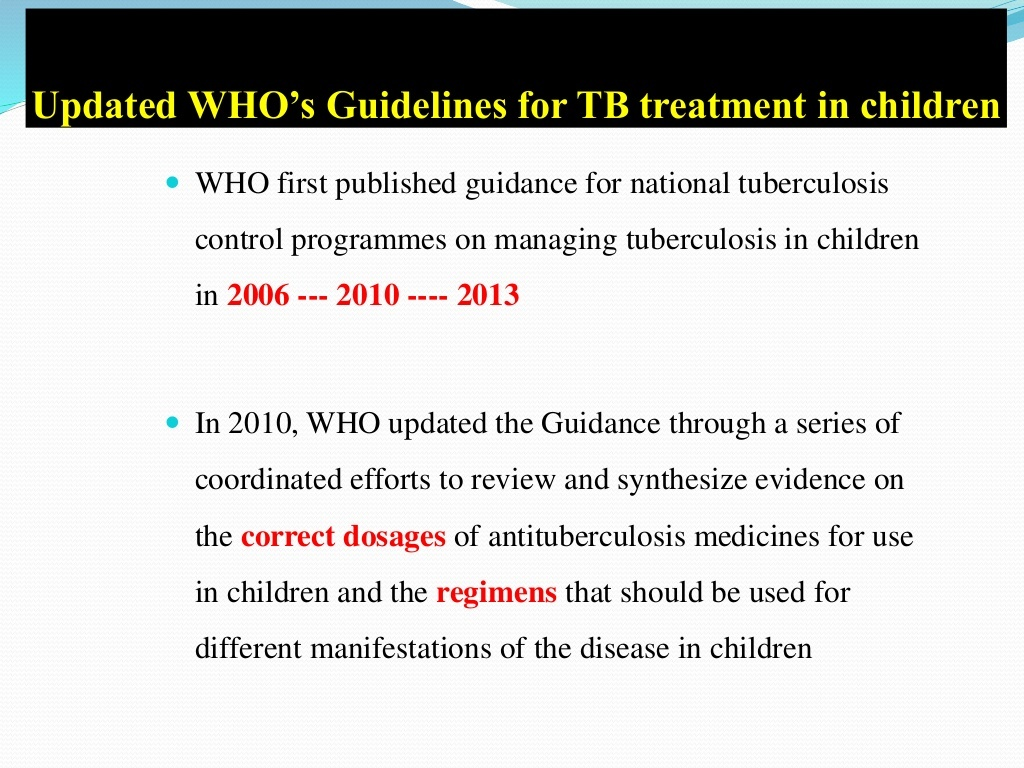 Updated WHO’s Guidelines for TB treatment in children
• WHO first published guidance for national tuberculosis
control programmes on managing tuberculosis in children
in 2006 --- 2010 ---- 2013
• In 2010, WHO updated the Guidance through a series of
coordinated efforts to review and synthesize evidence on
the correct dosages of antituberculosis medicines for use
in children and the regimens that should be used for
different manifestations of the disease in children